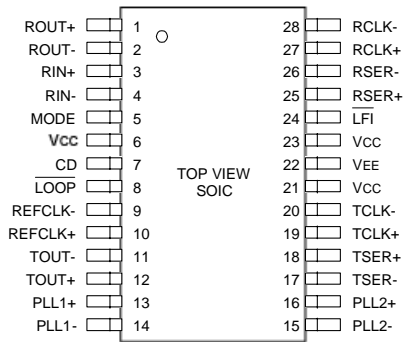 ROUT+ 1 28 RCLK-
ROUT- 2 27 RCLK+
RIN+ 3 26 RSER-
RIN- 4 25 RSER+
MODE 5 24 LFI
VCC 6 23 VCC
CD 7 22 VEE
TOP VIEW
SOIC
LOOP 8 21 VCC
REFCLK- 9 20 TCLK-
REFCLK+ 10 19 TCLK+
TOUT- 11 18 TSER+
TOUT+ 12 17 TSER-
PLL1+ 13 16 PLL2+
PLL1- 14 15 PLL2-